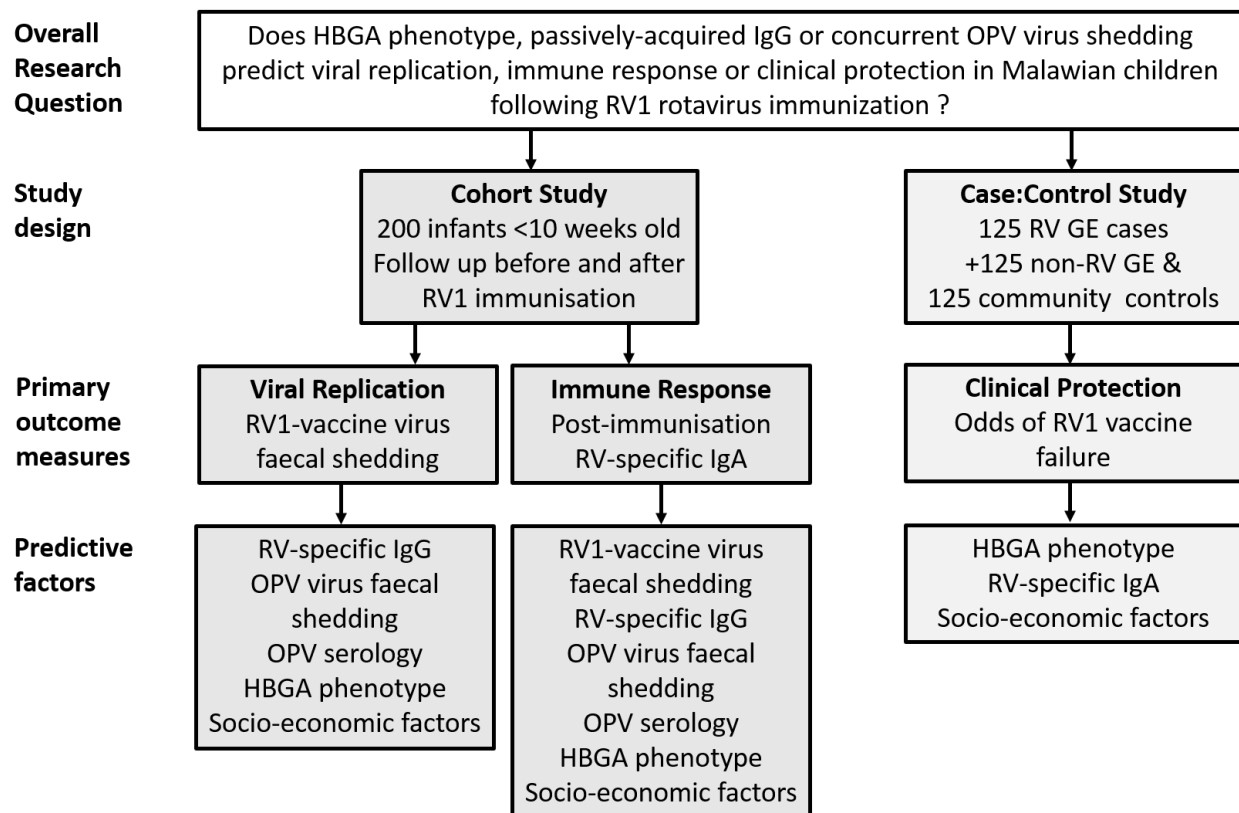 Overall
Research
Question
Does HBGA phenotype, passively-acquired IgG or concurrent OPV virus shedding
predict viral replication, immune response or clinical protection in Malawian children
following RV1 rotavirus immunization ?
Study
design
Cohort Study
200 infants <10 weeks old
Follow up before and after
RV1 immunisation
Case:Control Study
125 RV GE cases
+125 non-RV GE &
125 community controls
Primary
outcome
measures
Viral Replication
RV1-vaccine virus
faecal shedding
Immune Response
Post-immunisation
RV-specific IgA
Clinical Protection
Odds of RV1 vaccine
failure
Predictive
factors
RV-specific IgG
OPV virus faecal
shedding
OPV serology
HBGA phenotype
Socio-economic factors
RV1-vaccine virus
faecal shedding
RV-specific IgG
OPV virus faecal
shedding
OPV serology
HBGA phenotype
Socio-economic factors
HBGA phenotype
RV-specific IgA
Socio-economic factors